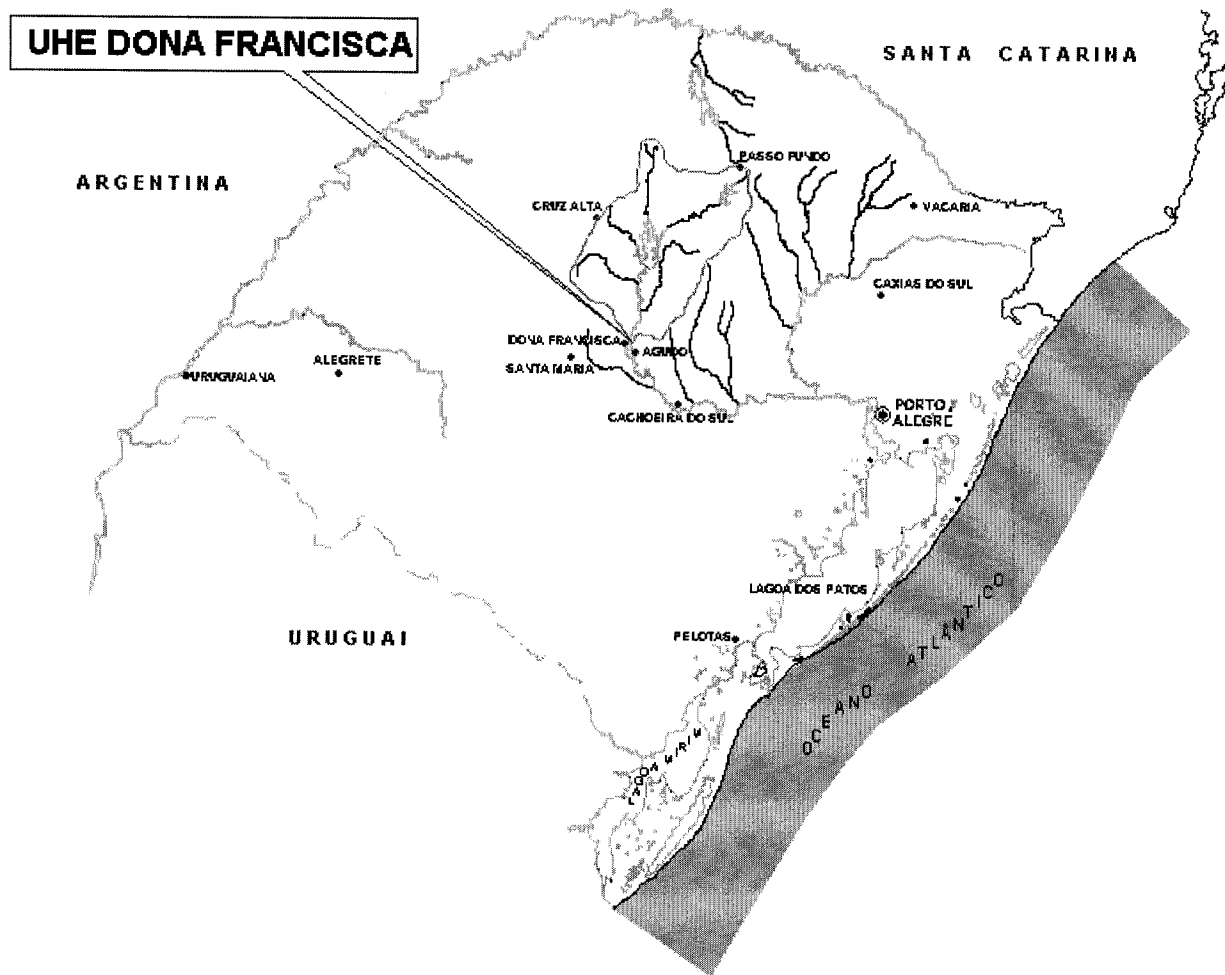 UHE DONA FRANCISCA
SANTA CATARINA
ARGENTINA
PASSO FUNDO
CRUZ ALTA
VACARIA
CAXIAS DO SUL
DONA FRANCISCA
AGUDO
SANTA MARIA
ALEGRETE
URUGUAIANA
CACHOEIRA DO SUL
PORTO
ALEGRE
LAGOA DOS PATOS
OCEANO ATLÂNTICO
URUGUAI
PELOTAS
LAGOA MIRIM